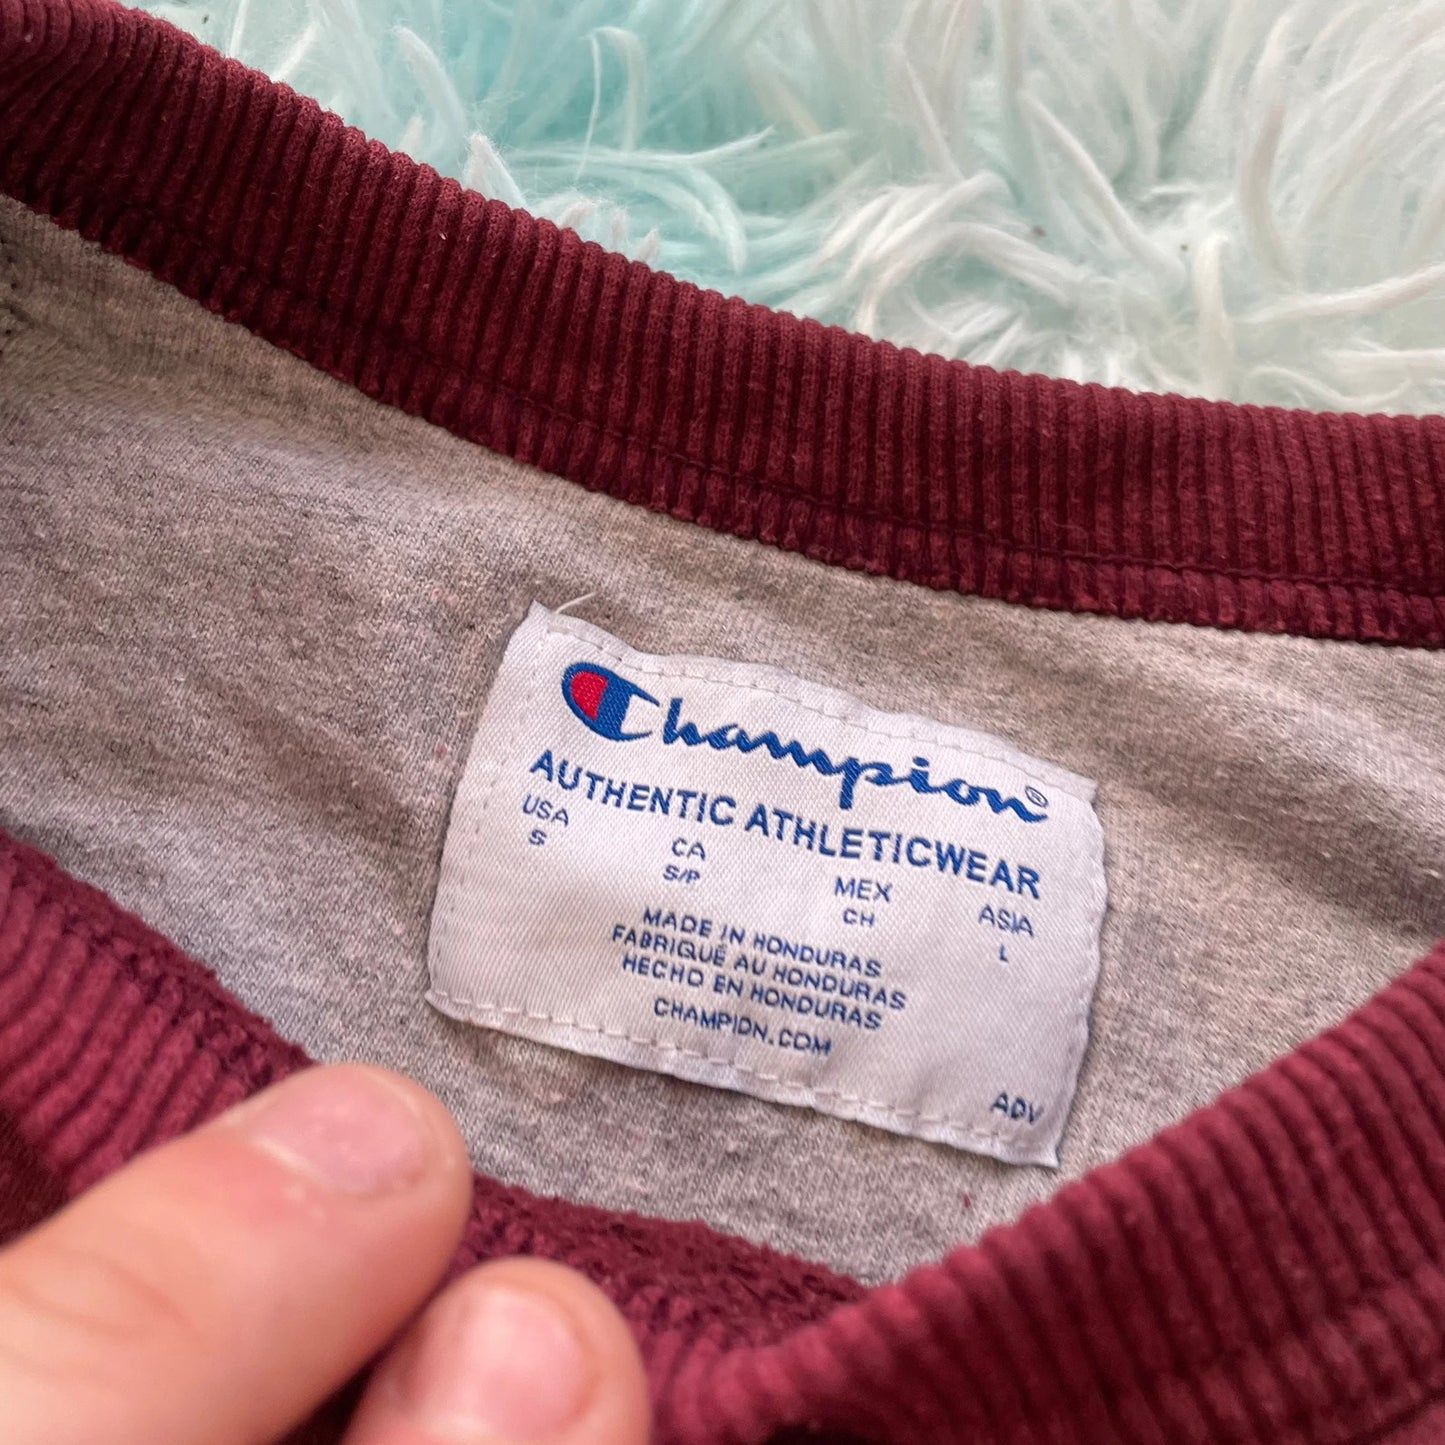 Champion®
AUTHENTIC ATHLETICWEAR
USA CA MEX ASIA
S S/P CH L
MADE IN HONDURAS
FABRIQUÉ AU HONDURAS
HECHO EN HONDURAS
CHAMPION.COM
ADV